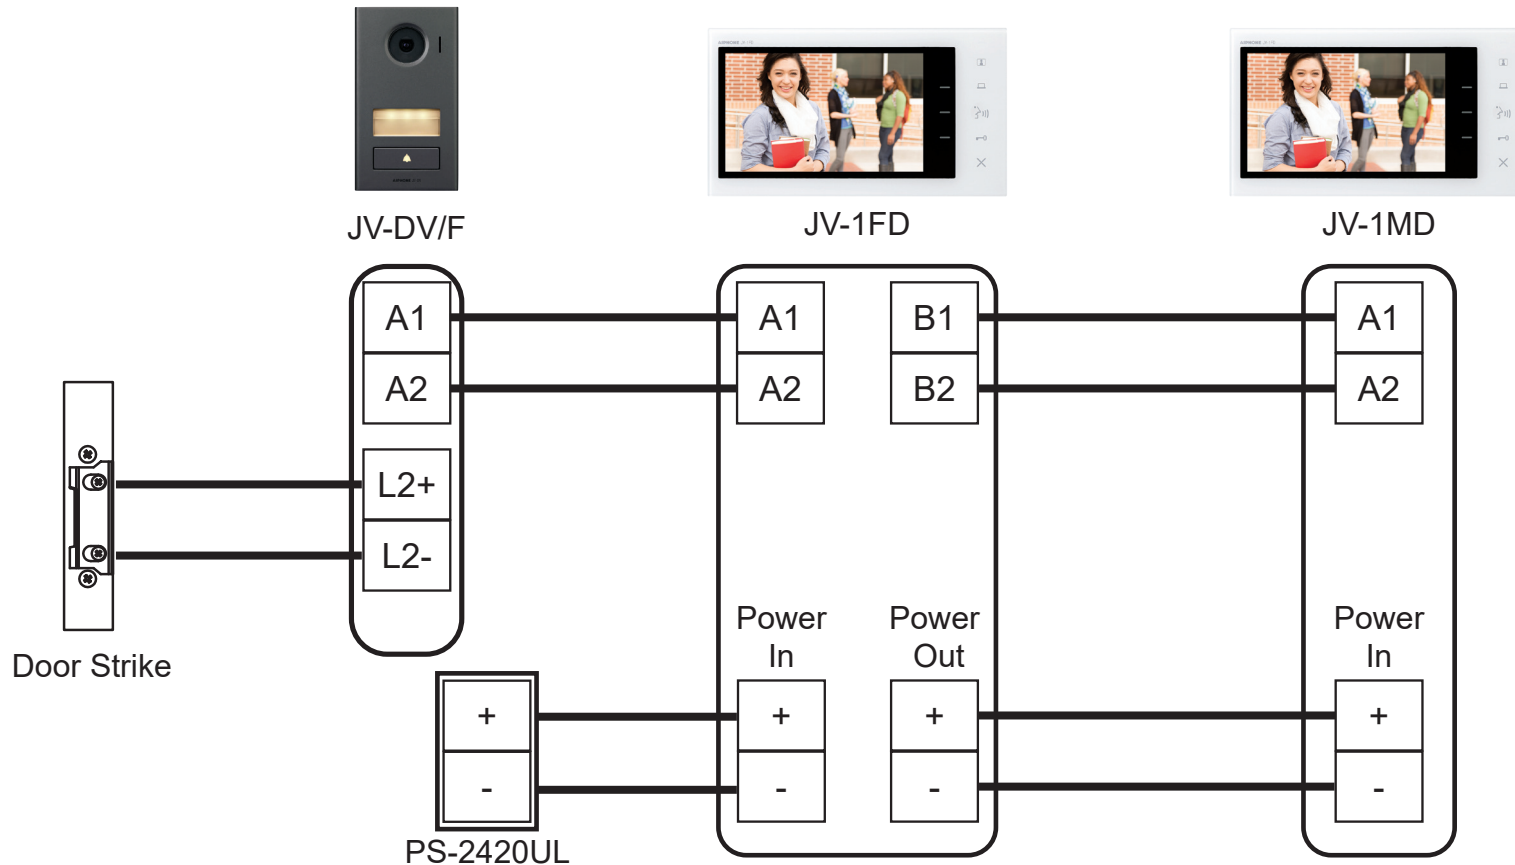 JV-DV/F
JV-1FD
JV-1MD
A1
A1
B1
A1
A2
A2
B2
A2
L2+
L2-
Door Strike
Power
In
Power
Out
Power
In
+
+
+
+
-
-
-
-
PS-2420UL